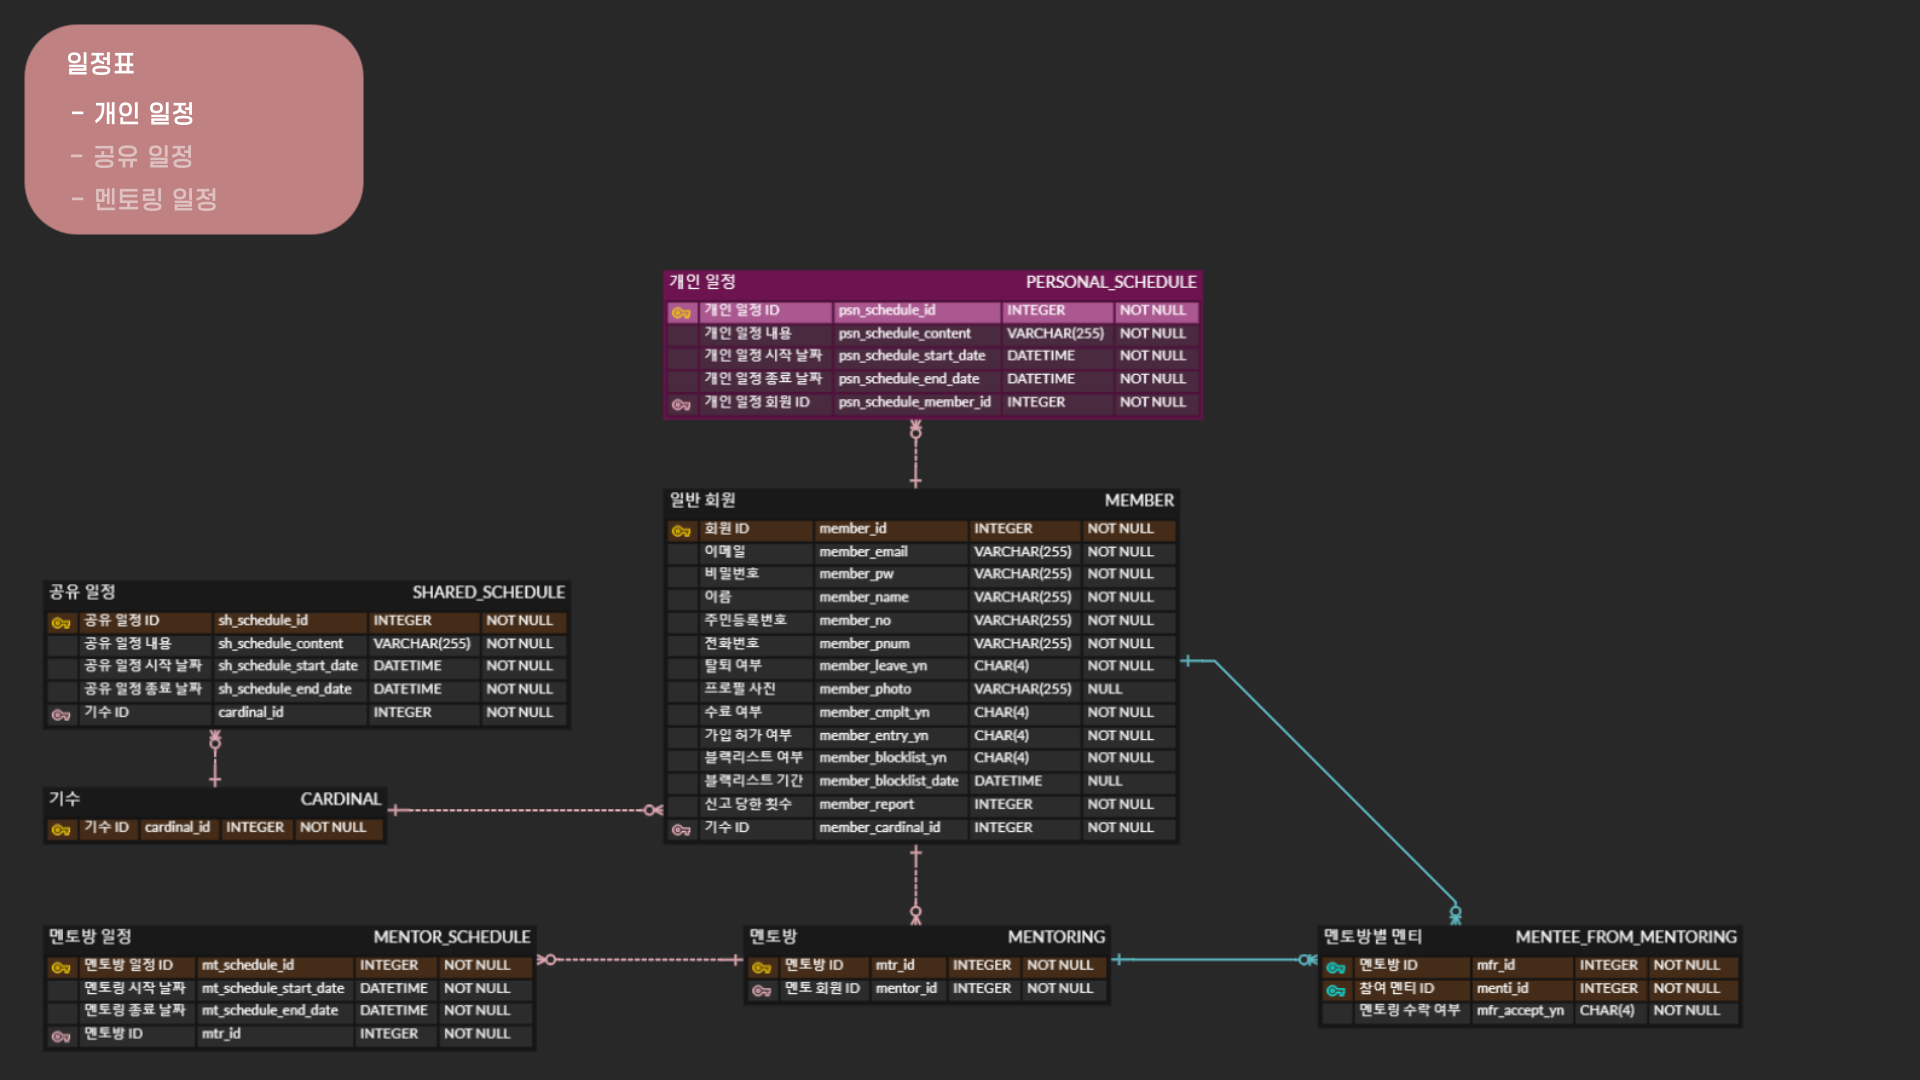 일정표
- 개인 일정
- 공유 일정
- 멘토링 일정
개인 일정 PERSONAL_SCHEDULE
개인 일정 ID psn_schedule_id INTEGER NOT NULL
개인 일정 내용 psn_schedule_content VARCHAR(255) NOT NULL
개인 일정 시작 날짜 psn_schedule_start_date DATETIME NOT NULL
개인 일정 종료 날짜 psn_schedule_end_date DATETIME NOT NULL
개인 일정 회원 ID psn_schedule_member_id INTEGER NOT NULL
일반 회원 MEMBER
회원 ID member_id INTEGER NOT NULL
이메일 member_email VARCHAR(255) NOT NULL
비밀번호 member_pw VARCHAR(255) NOT NULL
이름 member_name VARCHAR(255) NOT NULL
주민등록번호 member_no VARCHAR(255) NOT NULL
전화번호 member_pnum VARCHAR(255) NOT NULL
탈퇴 여부 member_leave_yn CHAR(4) NOT NULL
프로필 사진 member_photo VARCHAR(255) NULL
수료 여부 member_cmplt_yn CHAR(4) NOT NULL
가입 허가 여부 member_entry_yn CHAR(4) NOT NULL
블랙리스트 여부 member_blocklist_yn CHAR(4) NOT NULL
블랙리스트 기간 member_blocklist_date DATETIME NULL
신고 당한 횟수 member_report INTEGER NOT NULL
기수 ID member_cardinal_id INTEGER NOT NULL
공유 일정 SHARED_SCHEDULE
공유 일정 ID sh_schedule_id INTEGER NOT NULL
공유 일정 내용 sh_schedule_content VARCHAR(255) NOT NULL
공유 일정 시작 날짜 sh_schedule_start_date DATETIME NOT NULL
공유 일정 종료 날짜 sh_schedule_end_date DATETIME NOT NULL
기수 ID cardinal_id INTEGER NOT NULL
기수 CARDINAL
기수 ID cardinal_id INTEGER NOT NULL
멘토방 일정 MENTOR_SCHEDULE
멘토방 일정 ID mt_schedule_id INTEGER NOT NULL
멘토링 시작 날짜 mt_schedule_start_date DATETIME NOT NULL
멘토링 종료 날짜 mt_schedule_end_date DATETIME NOT NULL
멘토방 ID mtr_id INTEGER NOT NULL
멘토방 MENTORING
멘토방 ID mtr_id INTEGER NOT NULL
멘토 회원 ID mentor_id INTEGER NOT NULL
멘토방별 멘티 MENTEE_FROM_MENTORING
멘토방 ID mfr_id INTEGER NOT NULL
참여 멘티 ID menti_id INTEGER NOT NULL
멘토링 수락 여부 mfr_accept_yn CHAR(4) NOT NULL